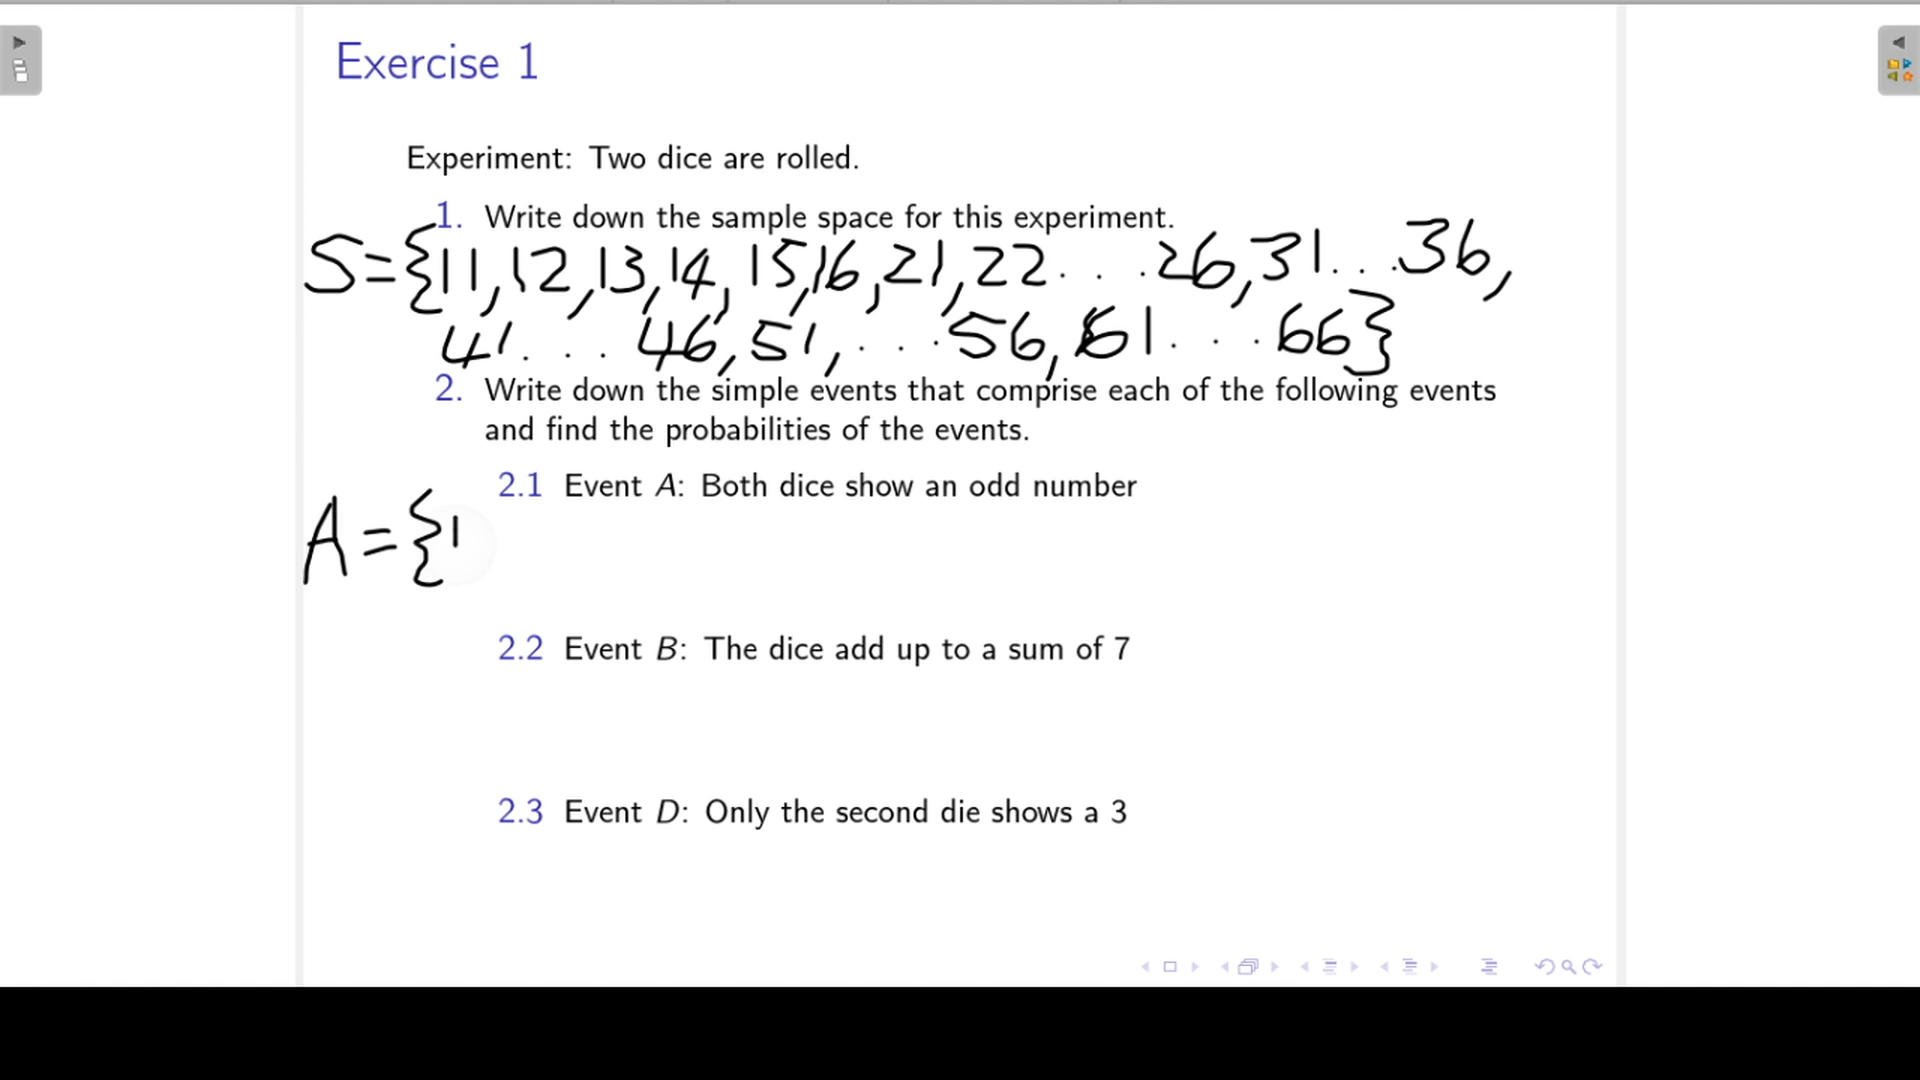 Exercise 1
Experiment: Two dice are rolled.
1. Write down the sample space for this experiment.
S={11,12,13,14,15,16,21,22...26,31...36,
41...46,51,...56,61...66}
2. Write down the simple events that comprise each of the following events
and find the probabilities of the events.
2.1 Event A: Both dice show an odd number
A={1
2.2 Event B: The dice add up to a sum of 7
2.3 Event D: Only the second die shows a 3